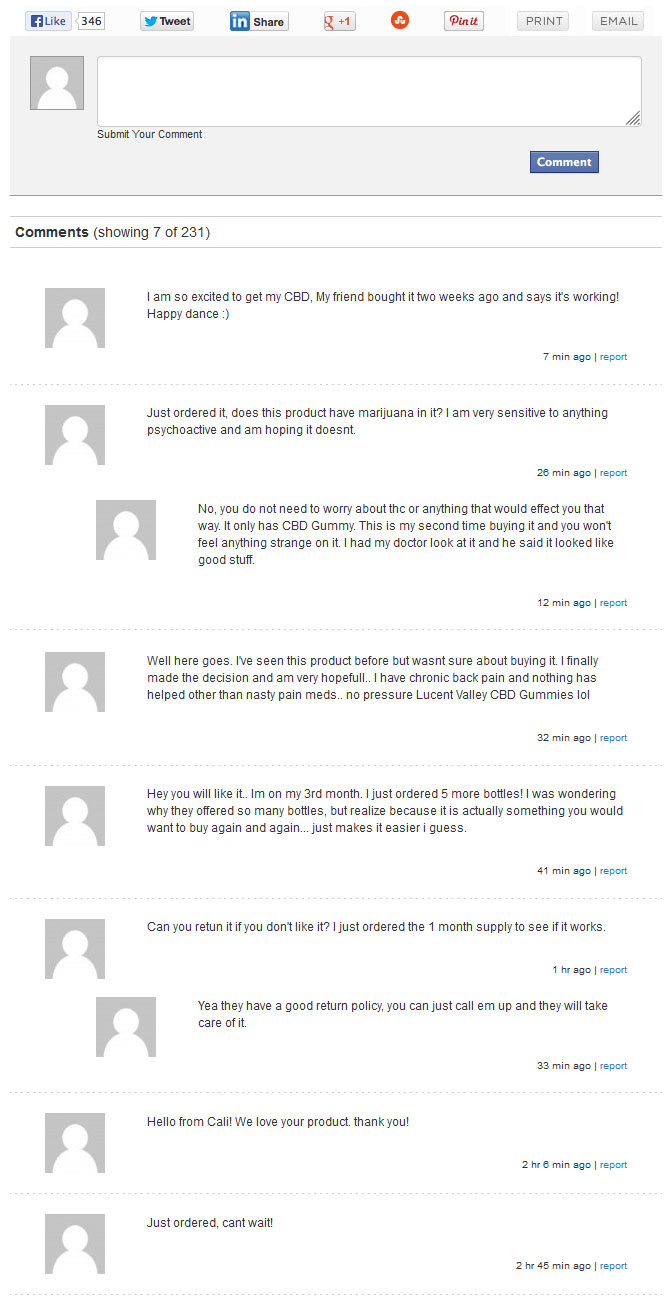 Like 346 Tweet Share +1 Pin it PRINT EMAIL
Submit Your Comment
Comment
Comments (showing 7 of 231)
I am so excited to get my CBD, My friend bought it two weeks ago and says it's working!
Happy dance :)
7 min ago | report
Just ordered it, does this product have marijuana in it? I am very sensitive to anything
psychoactive and am hoping it doesnt.
26 min ago | report
No, you do not need to worry about thc or anything that would effect you that
way. It only has CBD Gummy. This is my second time buying it and you won't
feel anything strange on it. I had my doctor look at it and he said it looked like
good stuff.
12 min ago | report
Well here goes. I've seen this product before but wasnt sure about buying it. I finally
made the decision and am very hopefull.. I have chronic back pain and nothing has
helped other than nasty pain meds.. no pressure Lucent Valley CBD Gummies lol
32 min ago | report
Hey you will like it.. Im on my 3rd month. I just ordered 5 more bottles! I was wondering
why they offered so many bottles, but realize because it is actually something you would
want to buy again and again... just makes it easier i guess.
41 min ago | report
Can you retun it if you don't like it? I just ordered the 1 month supply to see if it works.
1 hr ago | report
Yea they have a good return policy, you can just call em up and they will take
care of it.
33 min ago | report
Hello from Cali! We love your product. thank you!
2 hr 6 min ago | report
Just ordered, cant wait!
2 hr 45 min ago | report